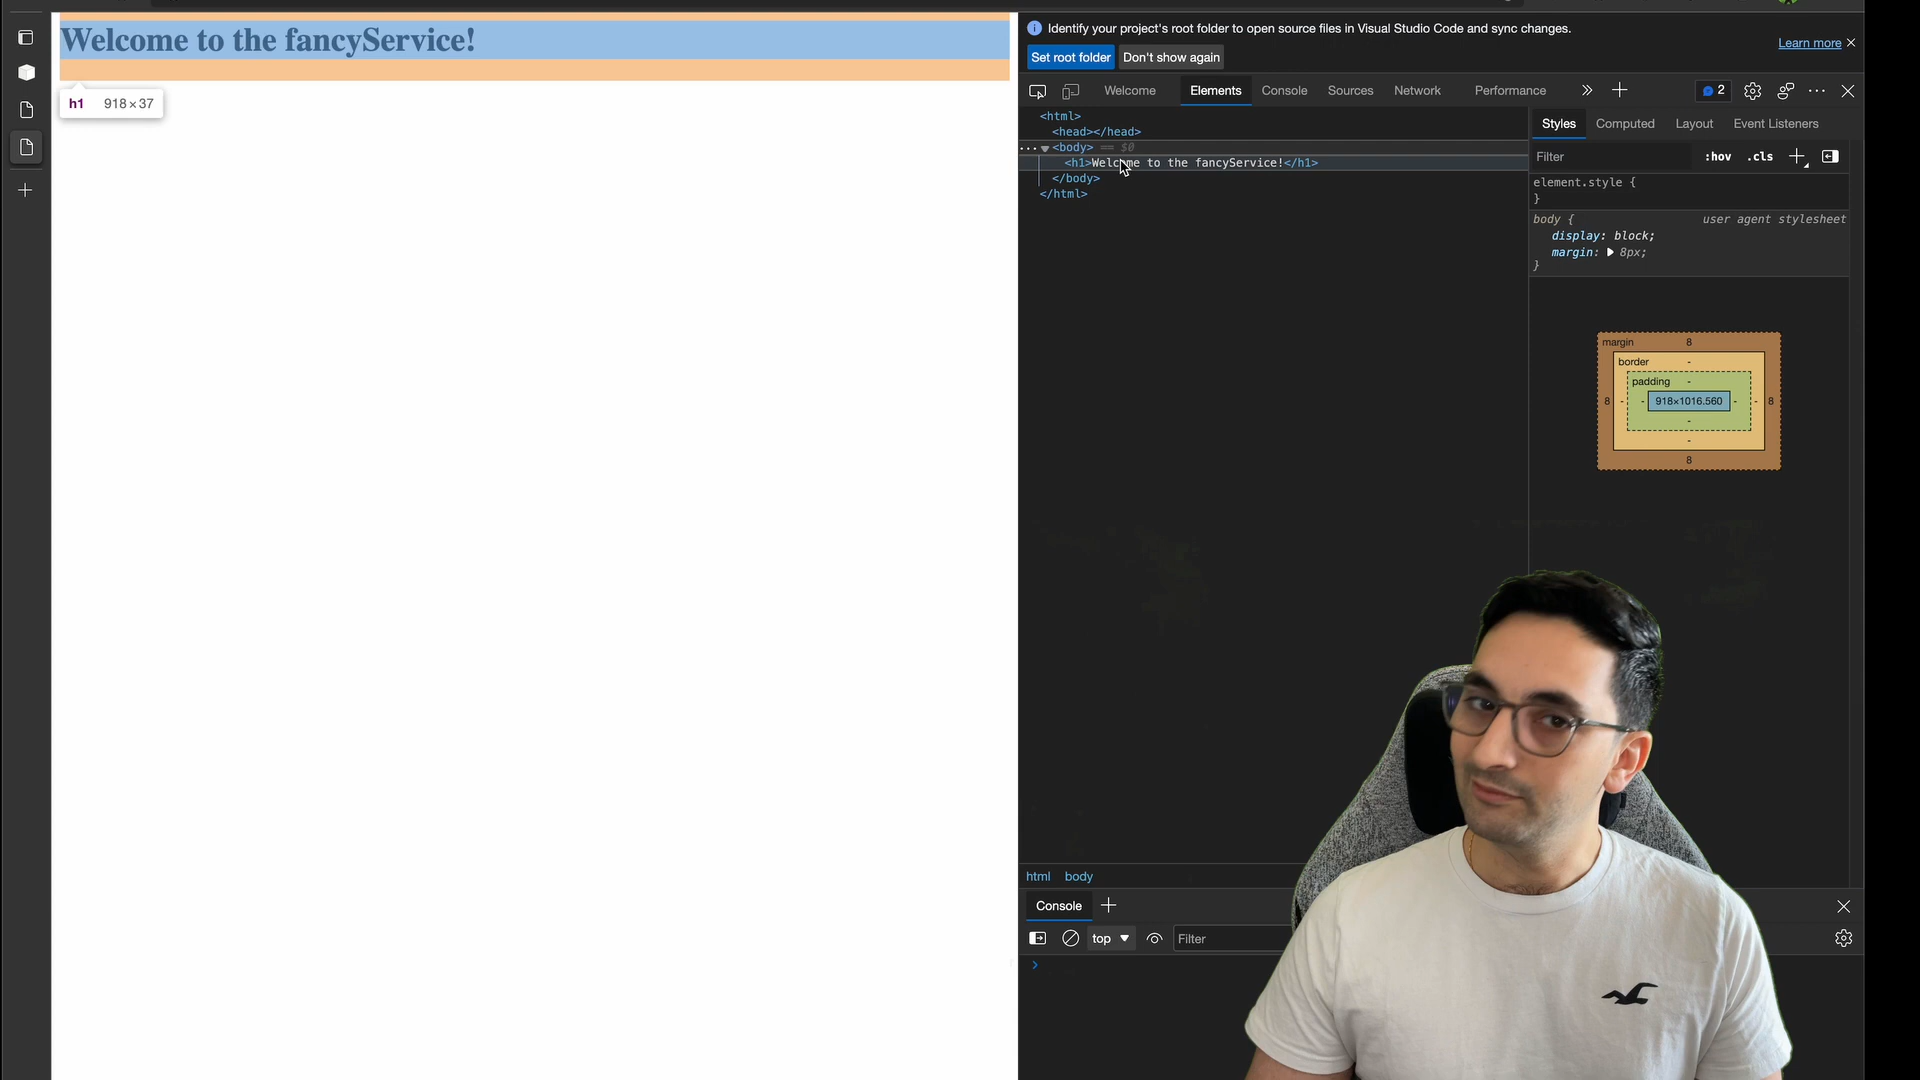 Welcome to the fancyService!
h1 918×37
Identify your project's root folder to open source files in Visual Studio Code and sync changes.
Learn more
Set root folder Don't show again
Welcome Elements Console Sources Network Performance 2
<html>
<head></head>
<body> == $0
<h1>Welcome to the fancyService!</h1>
</body>
</html>
Styles Computed Layout Event Listeners
Filter :hov .cls
element.style {
}
body { user agent stylesheet
display: block;
margin: 8px;
}
margin 8
border -
padding -
8 - - 918×1016.560 - - 8
-
-
8
html body
Console
top Filter